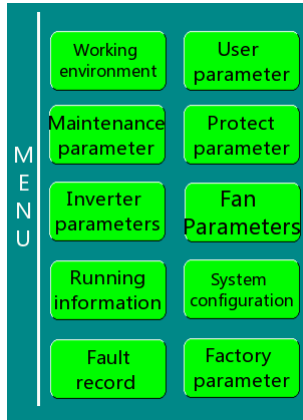 MENU
Working
environment
User
parameter
Maintenance
parameter
Protect
parameter
Inverter
parameters
Fan
Parameters
Running
information
System
configuration
Fault
record
Factory
parameter